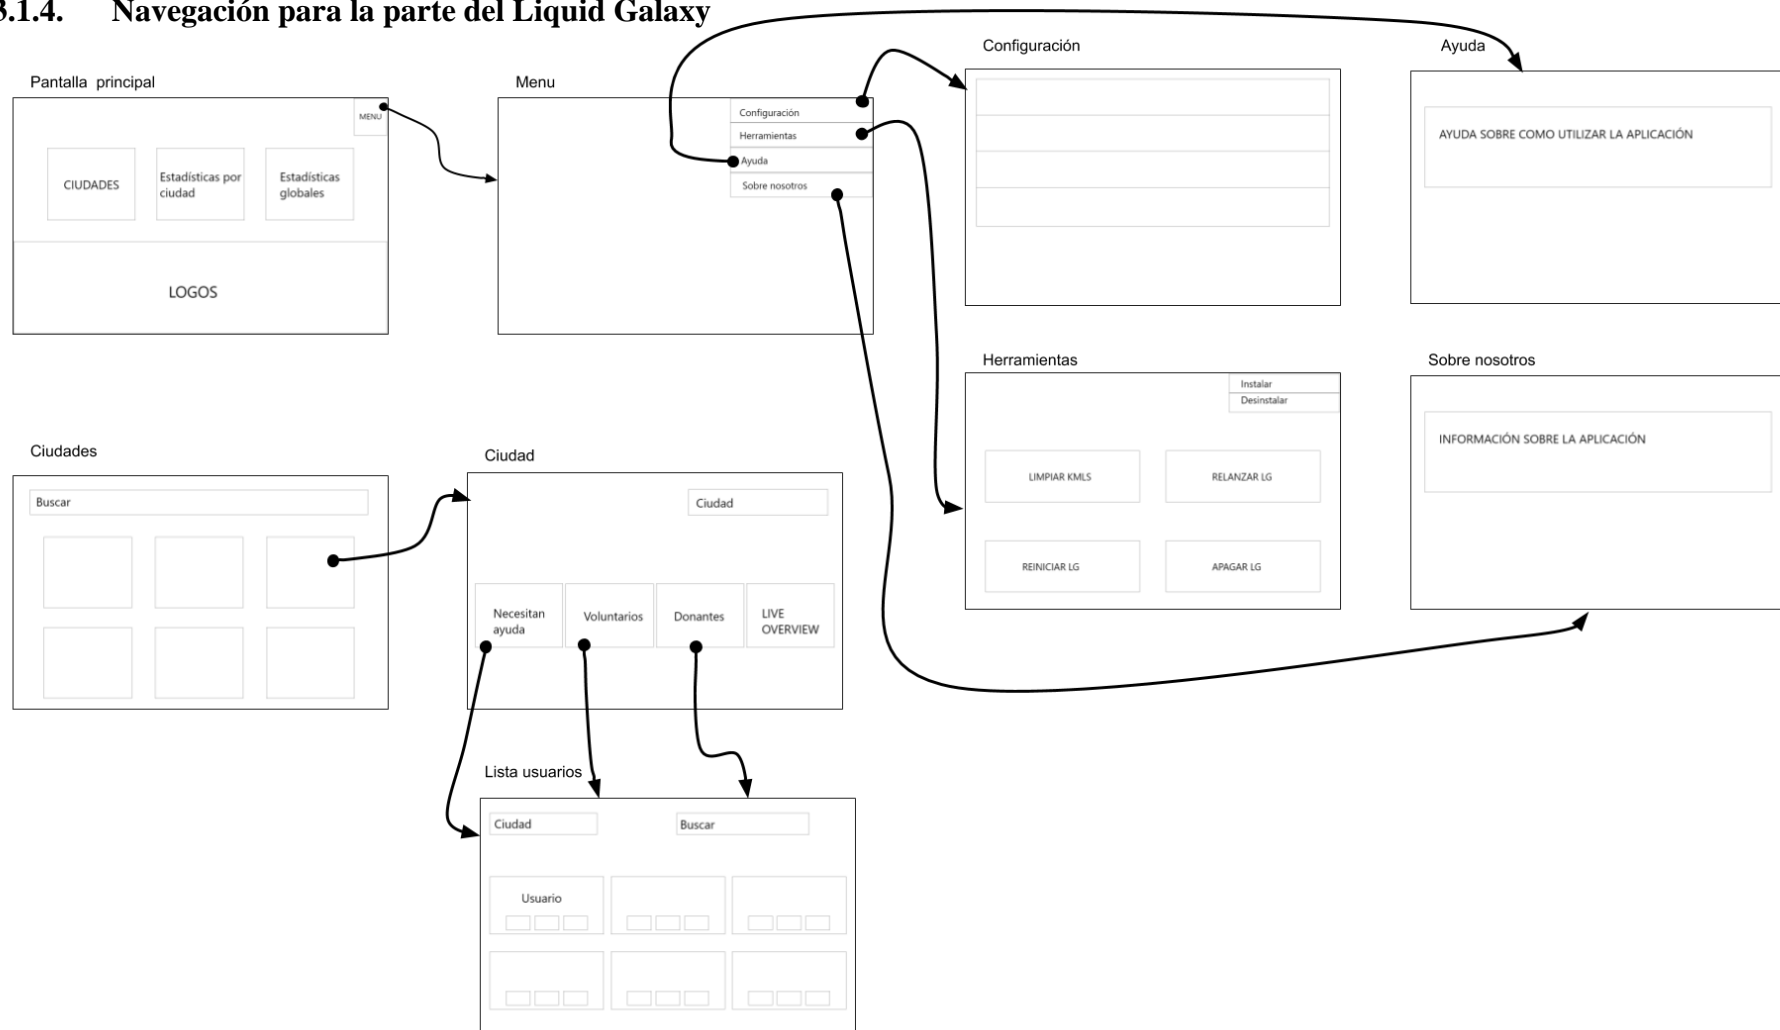 3.1.4. Navegación para la parte del Liquid Galaxy
Pantalla principal
MENU
CIUDADES
Estadísticas por
ciudad
Estadísticas
globales
LOGOS
Menu
Configuración
Herramientas
Ayuda
Sobre nosotros
Configuración
Ayuda
AYUDA SOBRE COMO UTILIZAR LA APLICACIÓN
Herramientas
Instalar
Desinstalar
LIMPIAR KMLS
RELANZAR LG
REINICIAR LG
APAGAR LG
Sobre nosotros
INFORMACIÓN SOBRE LA APLICACIÓN
Ciudades
Buscar
Ciudad
Ciudad
Necesitan
ayuda
Voluntarios
Donantes
LIVE
OVERVIEW
Lista usuarios
Ciudad
Buscar
Usuario